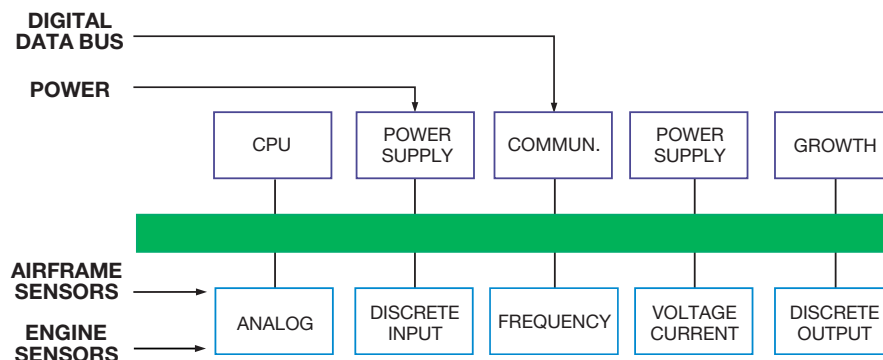 DIGITAL
DATA BUS
POWER
CPU
POWER
SUPPLY
COMMUN.
POWER
SUPPLY
GROWTH
AIRFRAME
SENSORS
ENGINE
SENSORS
ANALOG
DISCRETE
INPUT
FREQUENCY
VOLTAGE
CURRENT
DISCRETE
OUTPUT